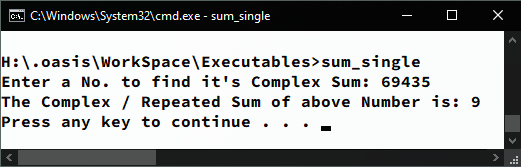 C:\Windows\System32\cmd.exe - sum_single
H:\.oasis\WorkSpace\Executables>sum_single
Enter a No. to find it's Complex Sum: 69435
The Complex / Repeated Sum of above Number is: 9
Press any key to continue . . .